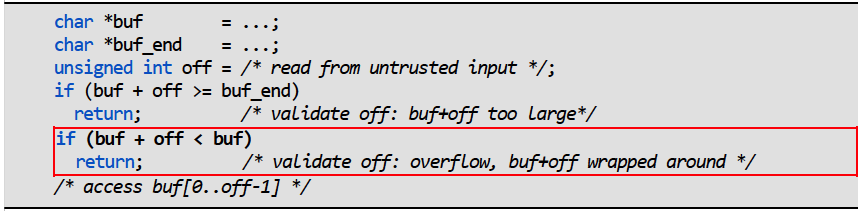 char *buf = ...;
char *buf_end = ...;
unsigned int off = /* read from untrusted input */;
if (buf + off >= buf_end)
return; /* validate off: buf+off too large*/
if (buf + off < buf)
return; /* validate off: overflow, buf+off wrapped around */
/* access buf[0..off-1] */